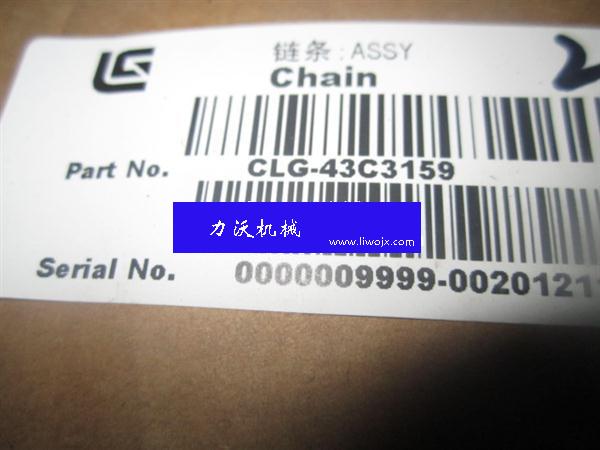 链条:ASSY
Chain
2
Part No. CLG-43C3159
力沃机械
www.liwojx.com
Serial No. 0000009999-0020121